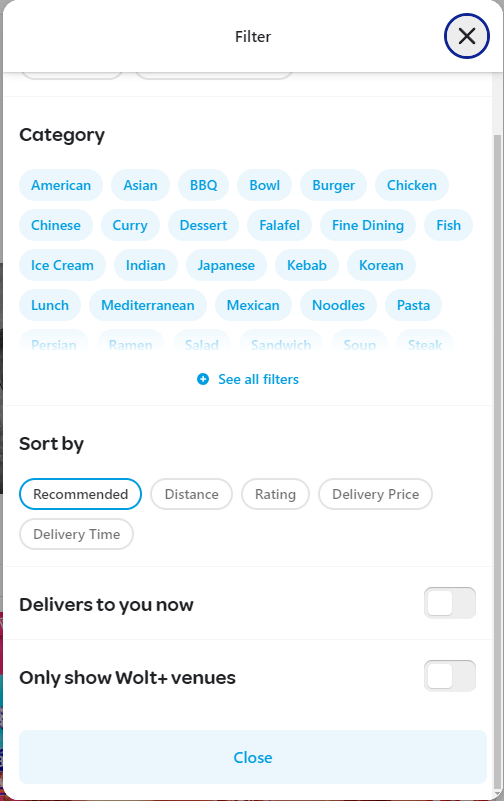 Filter
Category
American Asian BBQ Bowl Burger Chicken
Chinese Curry Dessert Falafel Fine Dining Fish
Ice Cream Indian Japanese Kebab Korean
Lunch Mediterranean Mexican Noodles Pasta
Persian Ramen Salad Sandwich Soup Steak
See all filters
Sort by
Recommended Distance Rating Delivery Price
Delivery Time
Delivers to you now
Only show Wolt+ venues
Close